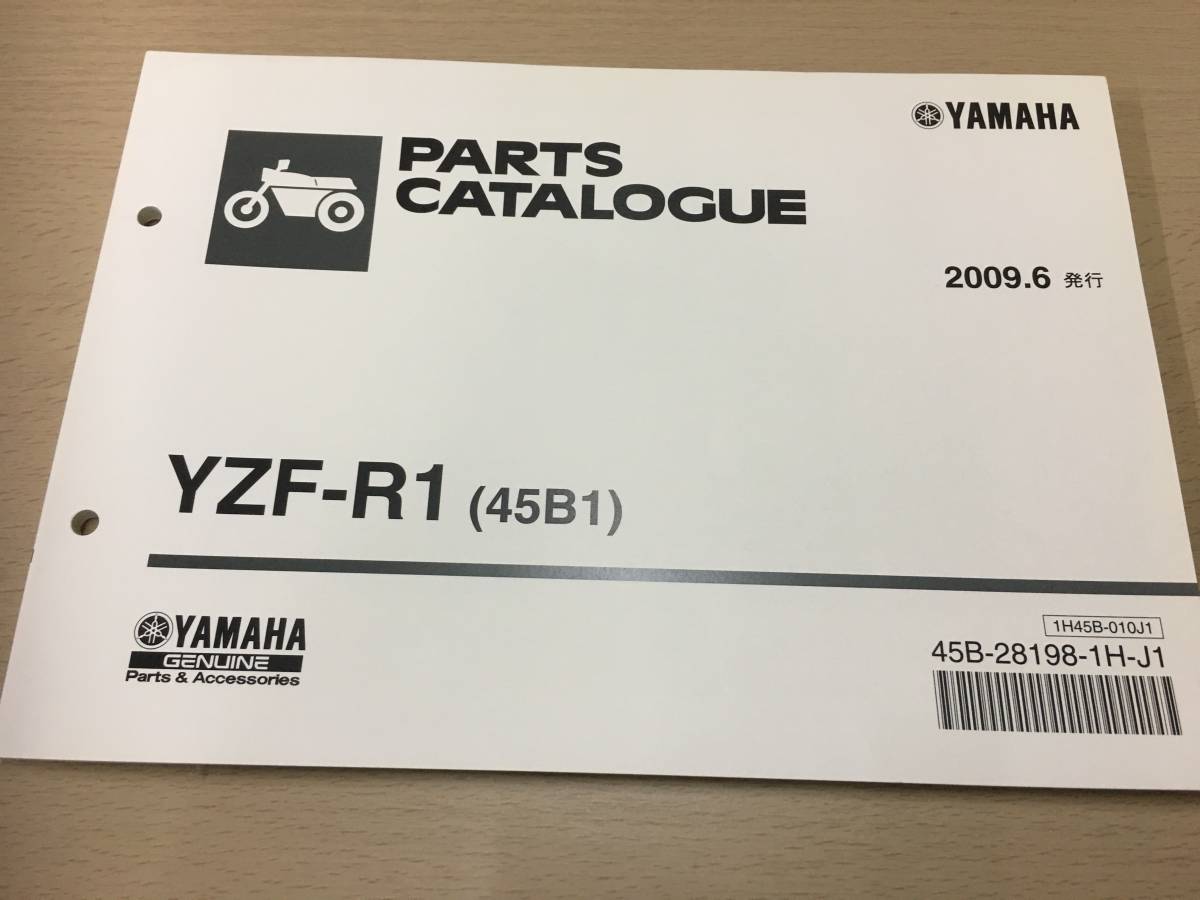 YAMAHA
PARTS
CATALOGUE
2009.6 発行
YZF-R1 (45B1)
YAMAHA
GENUINE
Parts & Accessories
1H45B-010J1
45B-28198-1H-J1